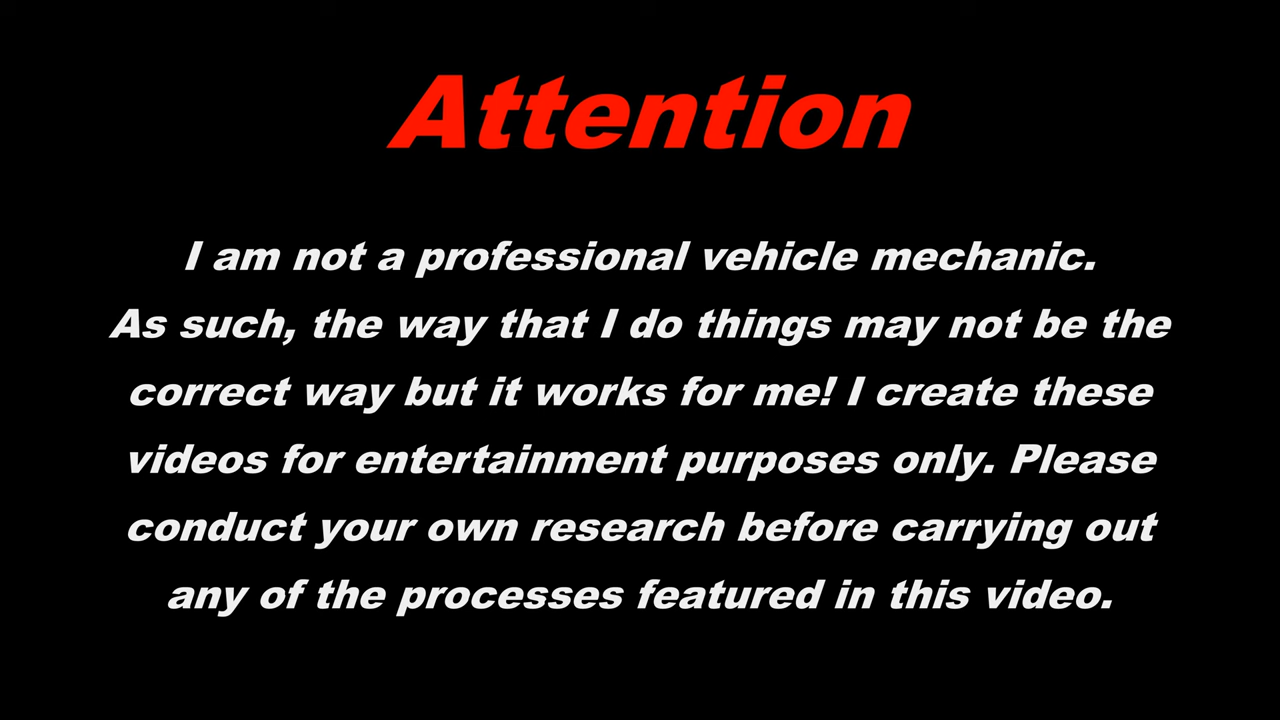 Attention
I am not a professional vehicle mechanic.
As such, the way that I do things may not be the
correct way but it works for me! I create these
videos for entertainment purposes only. Please
conduct your own research before carrying out
any of the processes featured in this video.